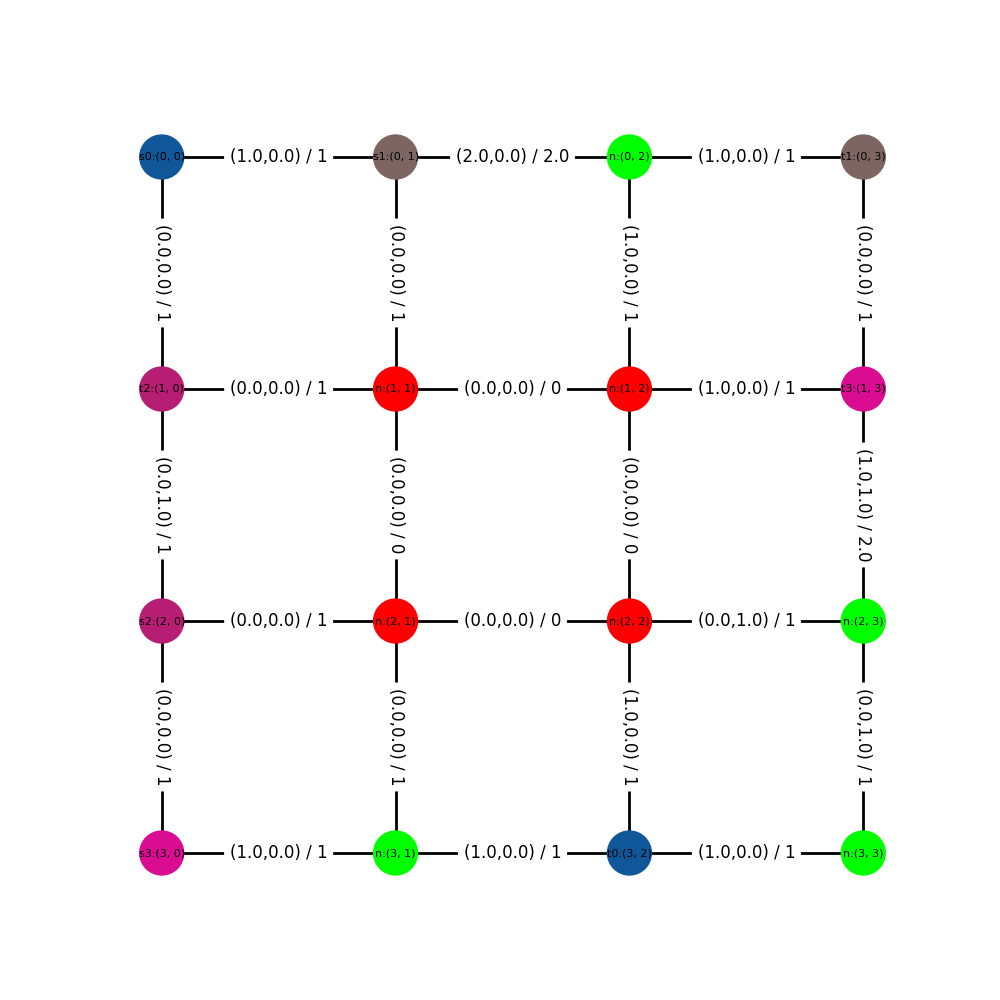 s0:(0, 0) (1.0,0.0) / 1 s1:(0, 1) (2.0,0.0) / 2.0 n:(0, 2) (1.0,0.0) / 1 t1:(0, 3)
(0.0,0.0) / 1 (0.0,0.0) / 1 (1.0,0.0) / 1 (0.0,0.0) / 1
t2:(1, 0) (0.0,0.0) / 1 n:(1, 1) (0.0,0.0) / 0 n:(1, 2) (1.0,0.0) / 1 t3:(1, 3)
(0.0,1.0) / 1 (0.0,0.0) / 0 (0.0,0.0) / 0 (1.0,1.0) / 2.0
s2:(2, 0) (0.0,0.0) / 1 n:(2, 1) (0.0,0.0) / 0 n:(2, 2) (0.0,1.0) / 1 n:(2, 3)
(0.0,0.0) / 1 (0.0,0.0) / 1 (1.0,0.0) / 1 (0.0,1.0) / 1
s3:(3, 0) (1.0,0.0) / 1 n:(3, 1) (1.0,0.0) / 1 t0:(3, 2) (1.0,0.0) / 1 n:(3, 3)